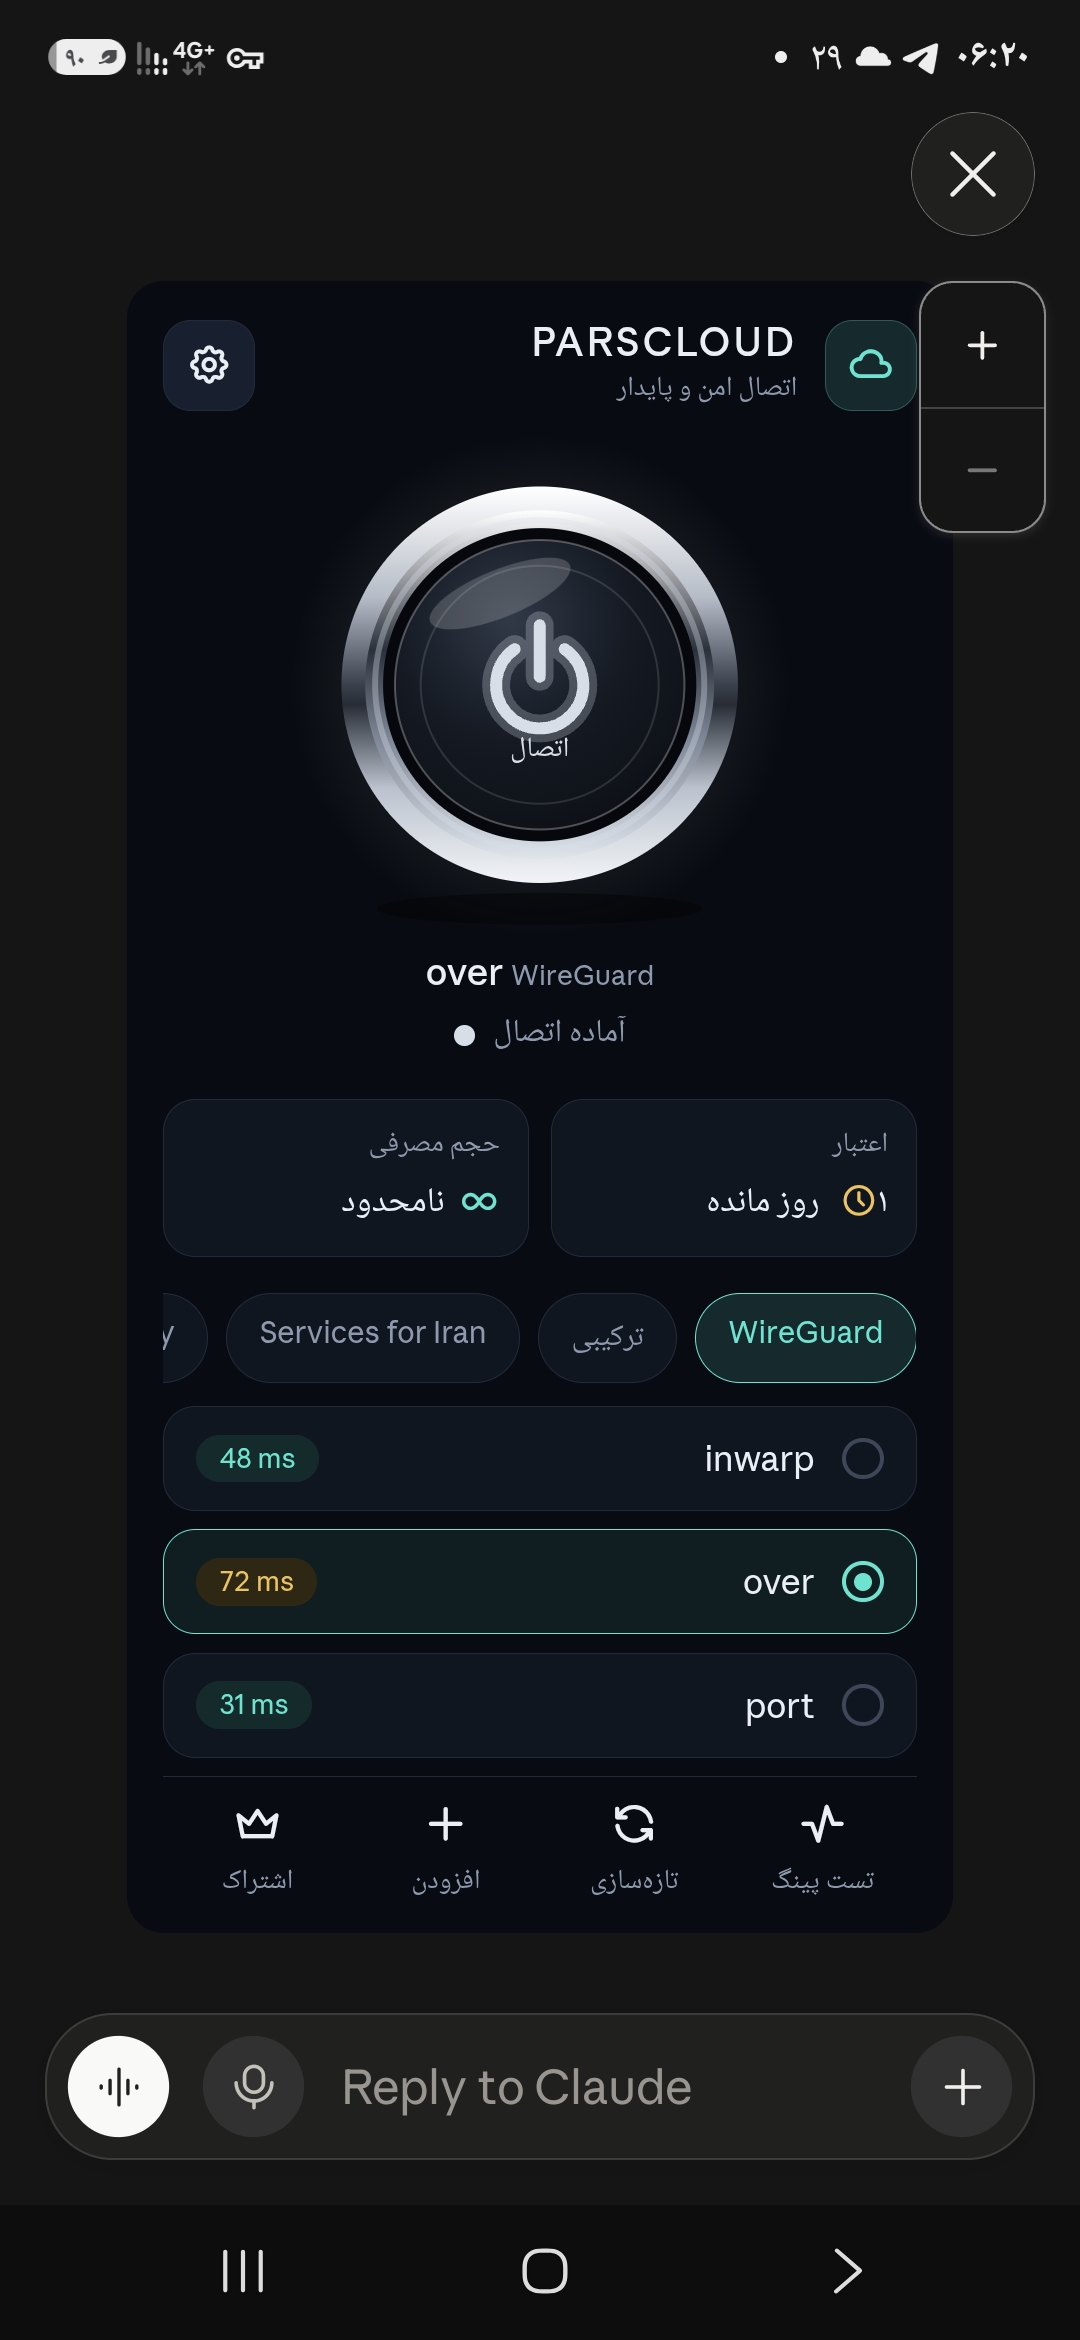 ۹۰
4G+
۲۹
۰۶:۲۰
PARSCLOUD
اتصال امن و پایدار
اتصال
over WireGuard
آماده اتصال
اعتبار
۱ روز مانده
حجم مصرفی
نامحدود
WireGuard
ترکیبی
Services for Iran
y
inwarp
48 ms
over
72 ms
port
31 ms
تست پینگ
تازه‌سازی
افزودن
اشتراک
Reply to Claude